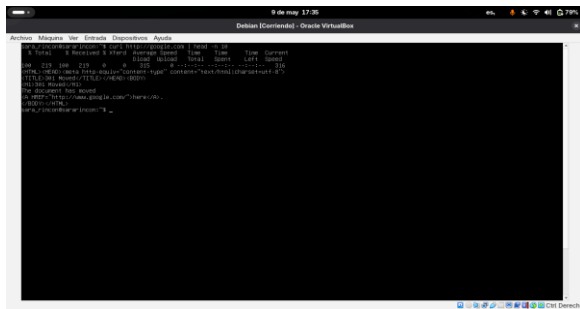 9 de may 17:35
es, 79%
Debian [Corriendo] - Oracle VirtualBox
Archivo Máquina Ver Entrada Dispositivos Ayuda
sara_rincon@sararincon:~$ curl http://google.com | head -n 10
% Total % Received % Xferd Average Speed Time Time Time Current
Dload Upload Total Spent Left Speed
100 219 100 219 0 0 315 0 --:--:-- --:--:-- --:--:-- 316
<HTML><HEAD><meta http-equiv="content-type" content="text/html;charset=utf-8">
<TITLE>301 Moved</TITLE></HEAD><BODY>
<H1>301 Moved</H1>
The document has moved
<A HREF="http://www.google.com/">here</A>.
</BODY></HTML>
sara_rincon@sararincon:~$ _
Ctrl Derech